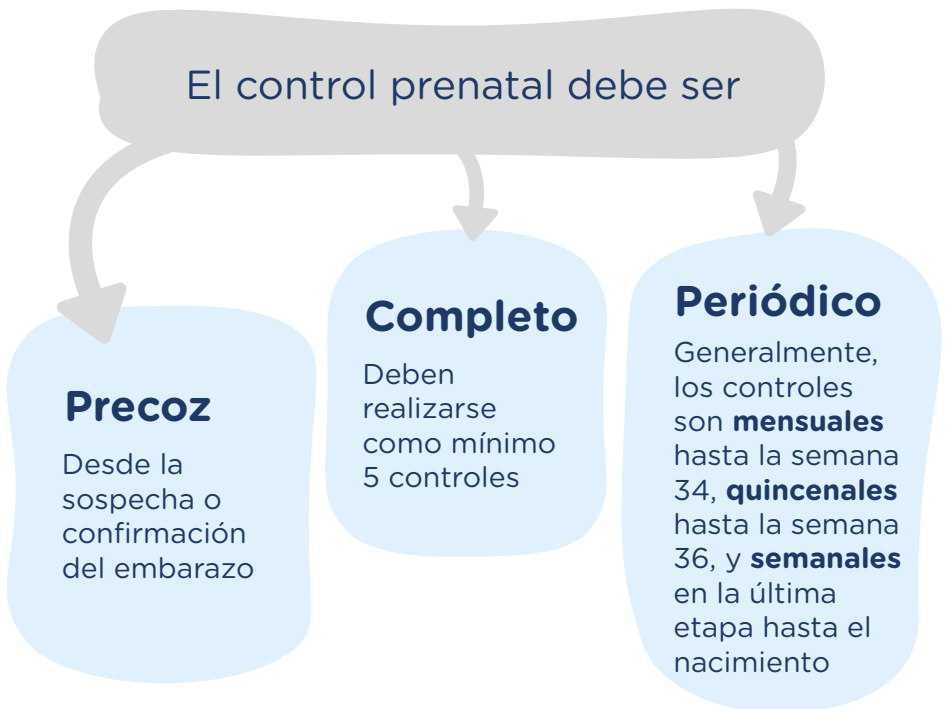 El control prenatal debe ser
Precoz
Desde la
sospecha o
confirmación
del embarazo
Completo
Deben
realizarse
como mínimo
5 controles
Periódico
Generalmente,
los controles
son mensuales
hasta la semana
34, quincenales
hasta la semana
36, y semanales
en la última
etapa hasta el
nacimiento